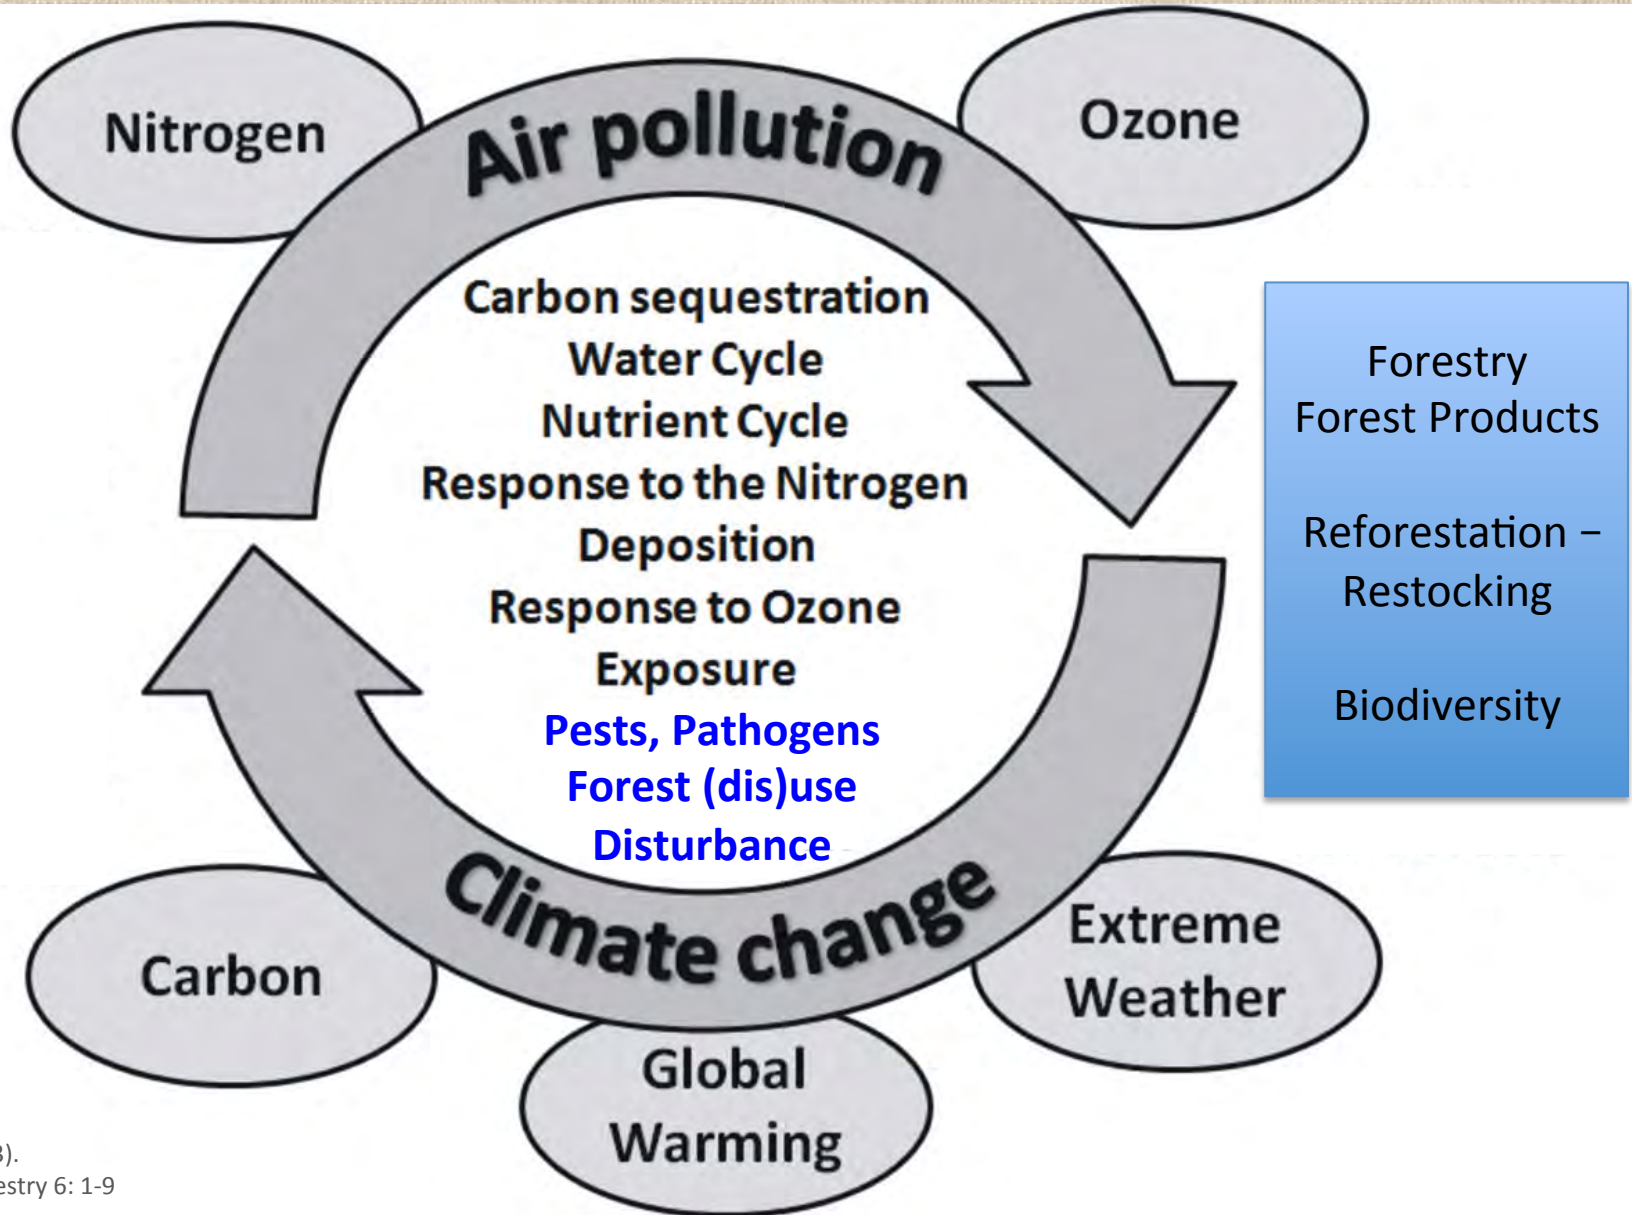 Nitrogen
Air pollution
Ozone
Carbon sequestration
Water Cycle
Nutrient Cycle
Response to the Nitrogen
Deposition
Response to Ozone
Exposure
Pests, Pathogens
Forest (dis)use
Disturbance
Forestry
Forest Products
Reforestation –
Restocking
Biodiversity
Climate change
Carbon
Global
Warming
Extreme
Weather
3).
estry 6: 1-9